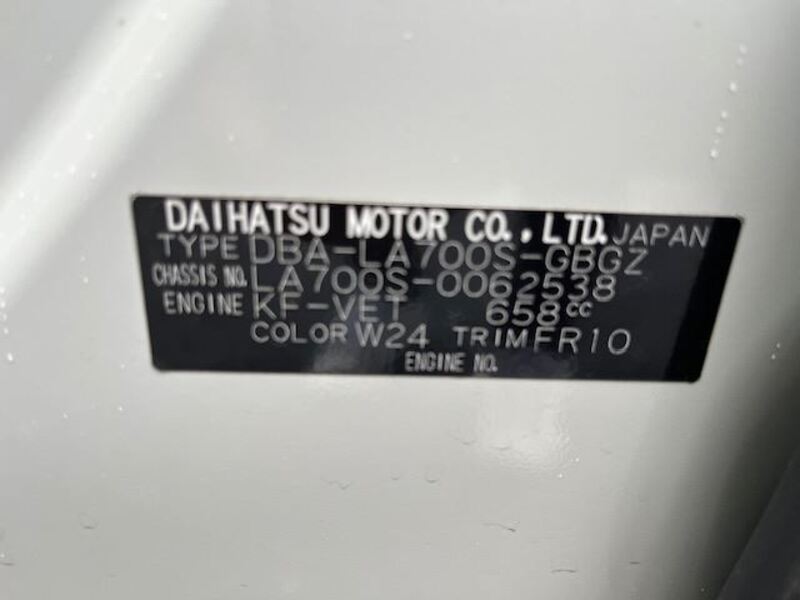 DAIHATSU MOTOR CO., LTD. JAPAN
TYPE DBA-LA700S-GBGZ
CHASSIS NO. LA700S-0062538
ENGINE KF-VET 658cc
COLOR W24 TRIM FR10
ENGINE NO.